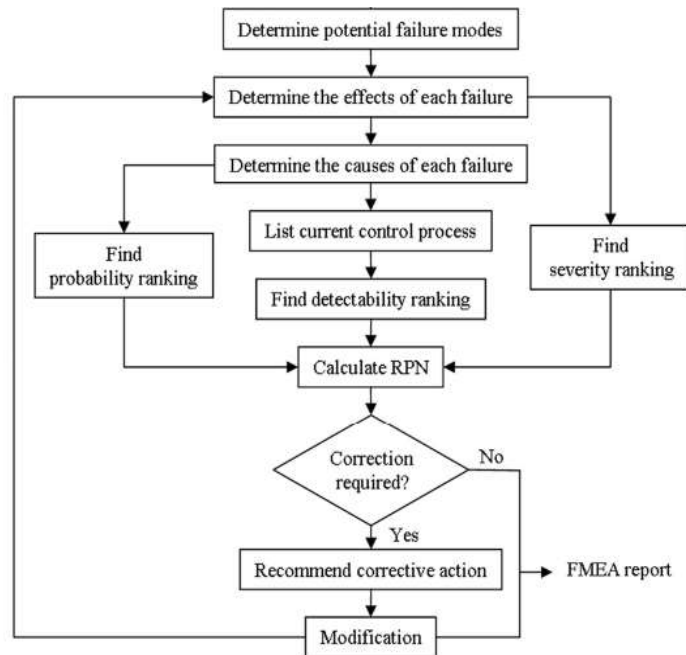 Determine potential failure modes
Determine the effects of each failure
Determine the causes of each failure
List current control process
Find
probability ranking
Find
severity ranking
Find detectability ranking
Calculate RPN
Correction
required?
No
Yes
Recommend corrective action
FMEA report
Modification